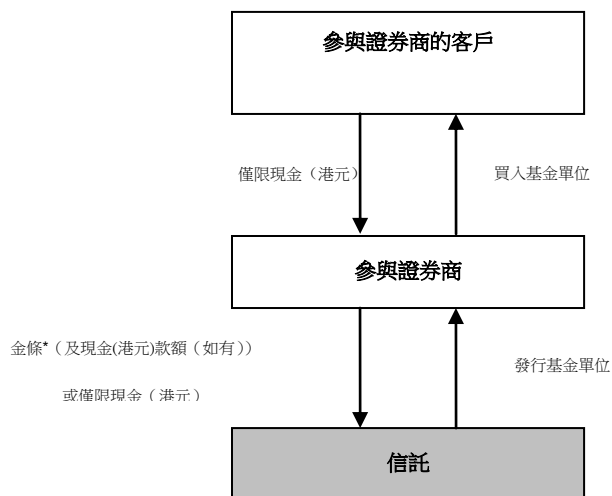 參與證券商的客戶
僅限現金（港元）
買入基金單位
參與證券商
金條*（及現金(港元)款額（如有））
或僅限現金（港元）
發行基金單位
信託